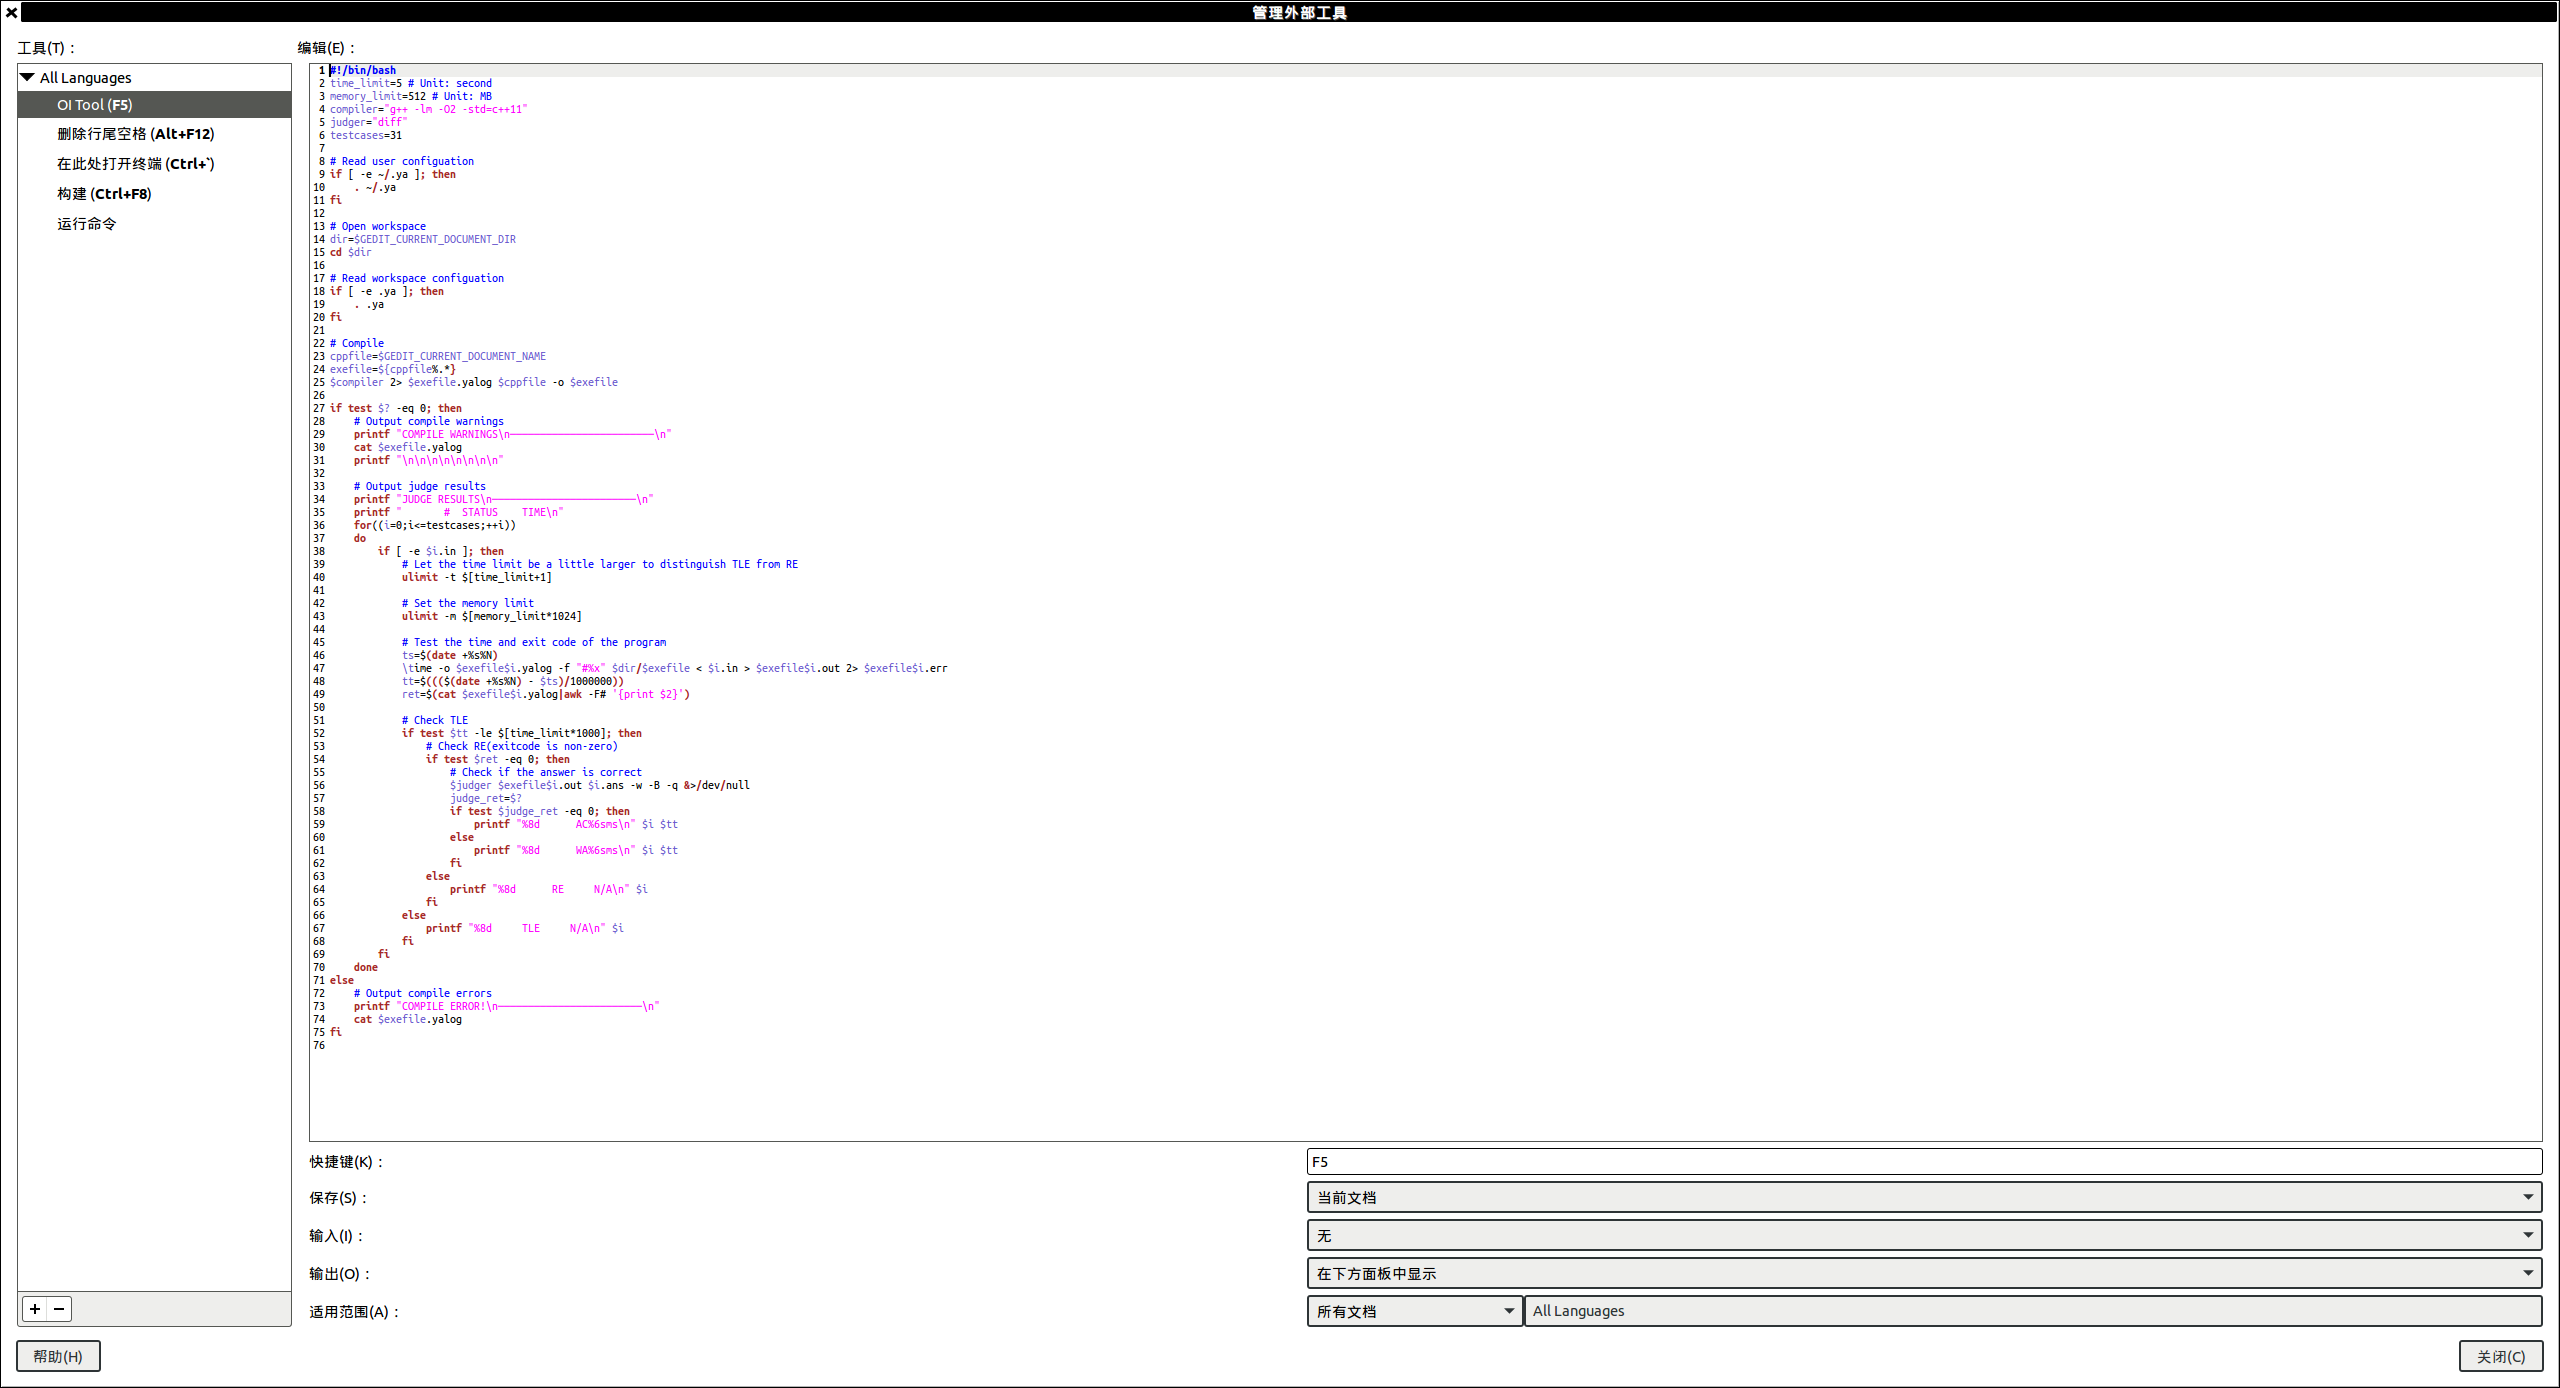 管理外部工具
工具(T)：
All Languages
OI Tool (F5)
删除行尾空格 (Alt+F12)
在此处打开终端 (Ctrl+`)
构建 (Ctrl+F8)
运行命令
编辑(E)：
1 #!/bin/bash
2 time_limit=5 # Unit: second
3 memory_limit=512 # Unit: MB
4 compiler="g++ -lm -O2 -std=c++11"
5 judger="diff"
6 testcases=31
7
8 # Read user configuation
9 if [ -e ~/.ya ]; then
10     . ~/.ya
11 fi
12
13 # Open workspace
14 dir=$GEDIT_CURRENT_DOCUMENT_DIR
15 cd $dir
16
17 # Read workspace configuation
18 if [ -e .ya ]; then
19     . .ya
20 fi
21
22 # Compile
23 cppfile=$GEDIT_CURRENT_DOCUMENT_NAME
24 exefile=${cppfile%.*}
25 $compiler 2> $exefile.yalog $cppfile -o $exefile
26
27 if test $? -eq 0; then
28     # Output compile warnings
29     printf "COMPILE WARNINGS\n────────────────────────\n"
30     cat $exefile.yalog
31     printf "\n\n\n\n\n\n\n\n"
32
33     # Output judge results
34     printf "JUDGE RESULTS\n────────────────────────\n"
35     printf "       #  STATUS    TIME\n"
36     for((i=0;i<=testcases;++i))
37     do
38         if [ -e $i.in ]; then
39             # Let the time limit be a little larger to distinguish TLE from RE
40             ulimit -t $[time_limit+1]
41
42             # Set the memory limit
43             ulimit -m $[memory_limit*1024]
44
45             # Test the time and exit code of the program
46             ts=$(date +%s%N)
47             \time -o $exefile$i.yalog -f "#%x" $dir/$exefile < $i.in > $exefile$i.out 2> $exefile$i.err
48             tt=$((($(date +%s%N) - $ts)/1000000))
49             ret=$(cat $exefile$i.yalog|awk -F# '{print $2}')
50
51             # Check TLE
52             if test $tt -le $[time_limit*1000]; then
53                 # Check RE(exitcode is non-zero)
54                 if test $ret -eq 0; then
55                     # Check if the answer is correct
56                     $judger $exefile$i.out $i.ans -w -B -q &>/dev/null
57                     judge_ret=$?
58                     if test $judge_ret -eq 0; then
59                         printf "%8d      AC%6sms\n" $i $tt
60                     else
61                         printf "%8d      WA%6sms\n" $i $tt
62                     fi
63                 else
64                     printf "%8d      RE     N/A\n" $i
65                 fi
66             else
67                 printf "%8d     TLE     N/A\n" $i
68             fi
69         fi
70     done
71 else
72     # Output compile errors
73     printf "COMPILE ERROR!\n────────────────────────\n"
74     cat $exefile.yalog
75 fi
76
快捷键(K)： F5
保存(S)： 当前文档
输入(I)： 无
输出(O)： 在下方面板中显示
适用范围(A)： 所有文档 All Languages
帮助(H)
关闭(C)